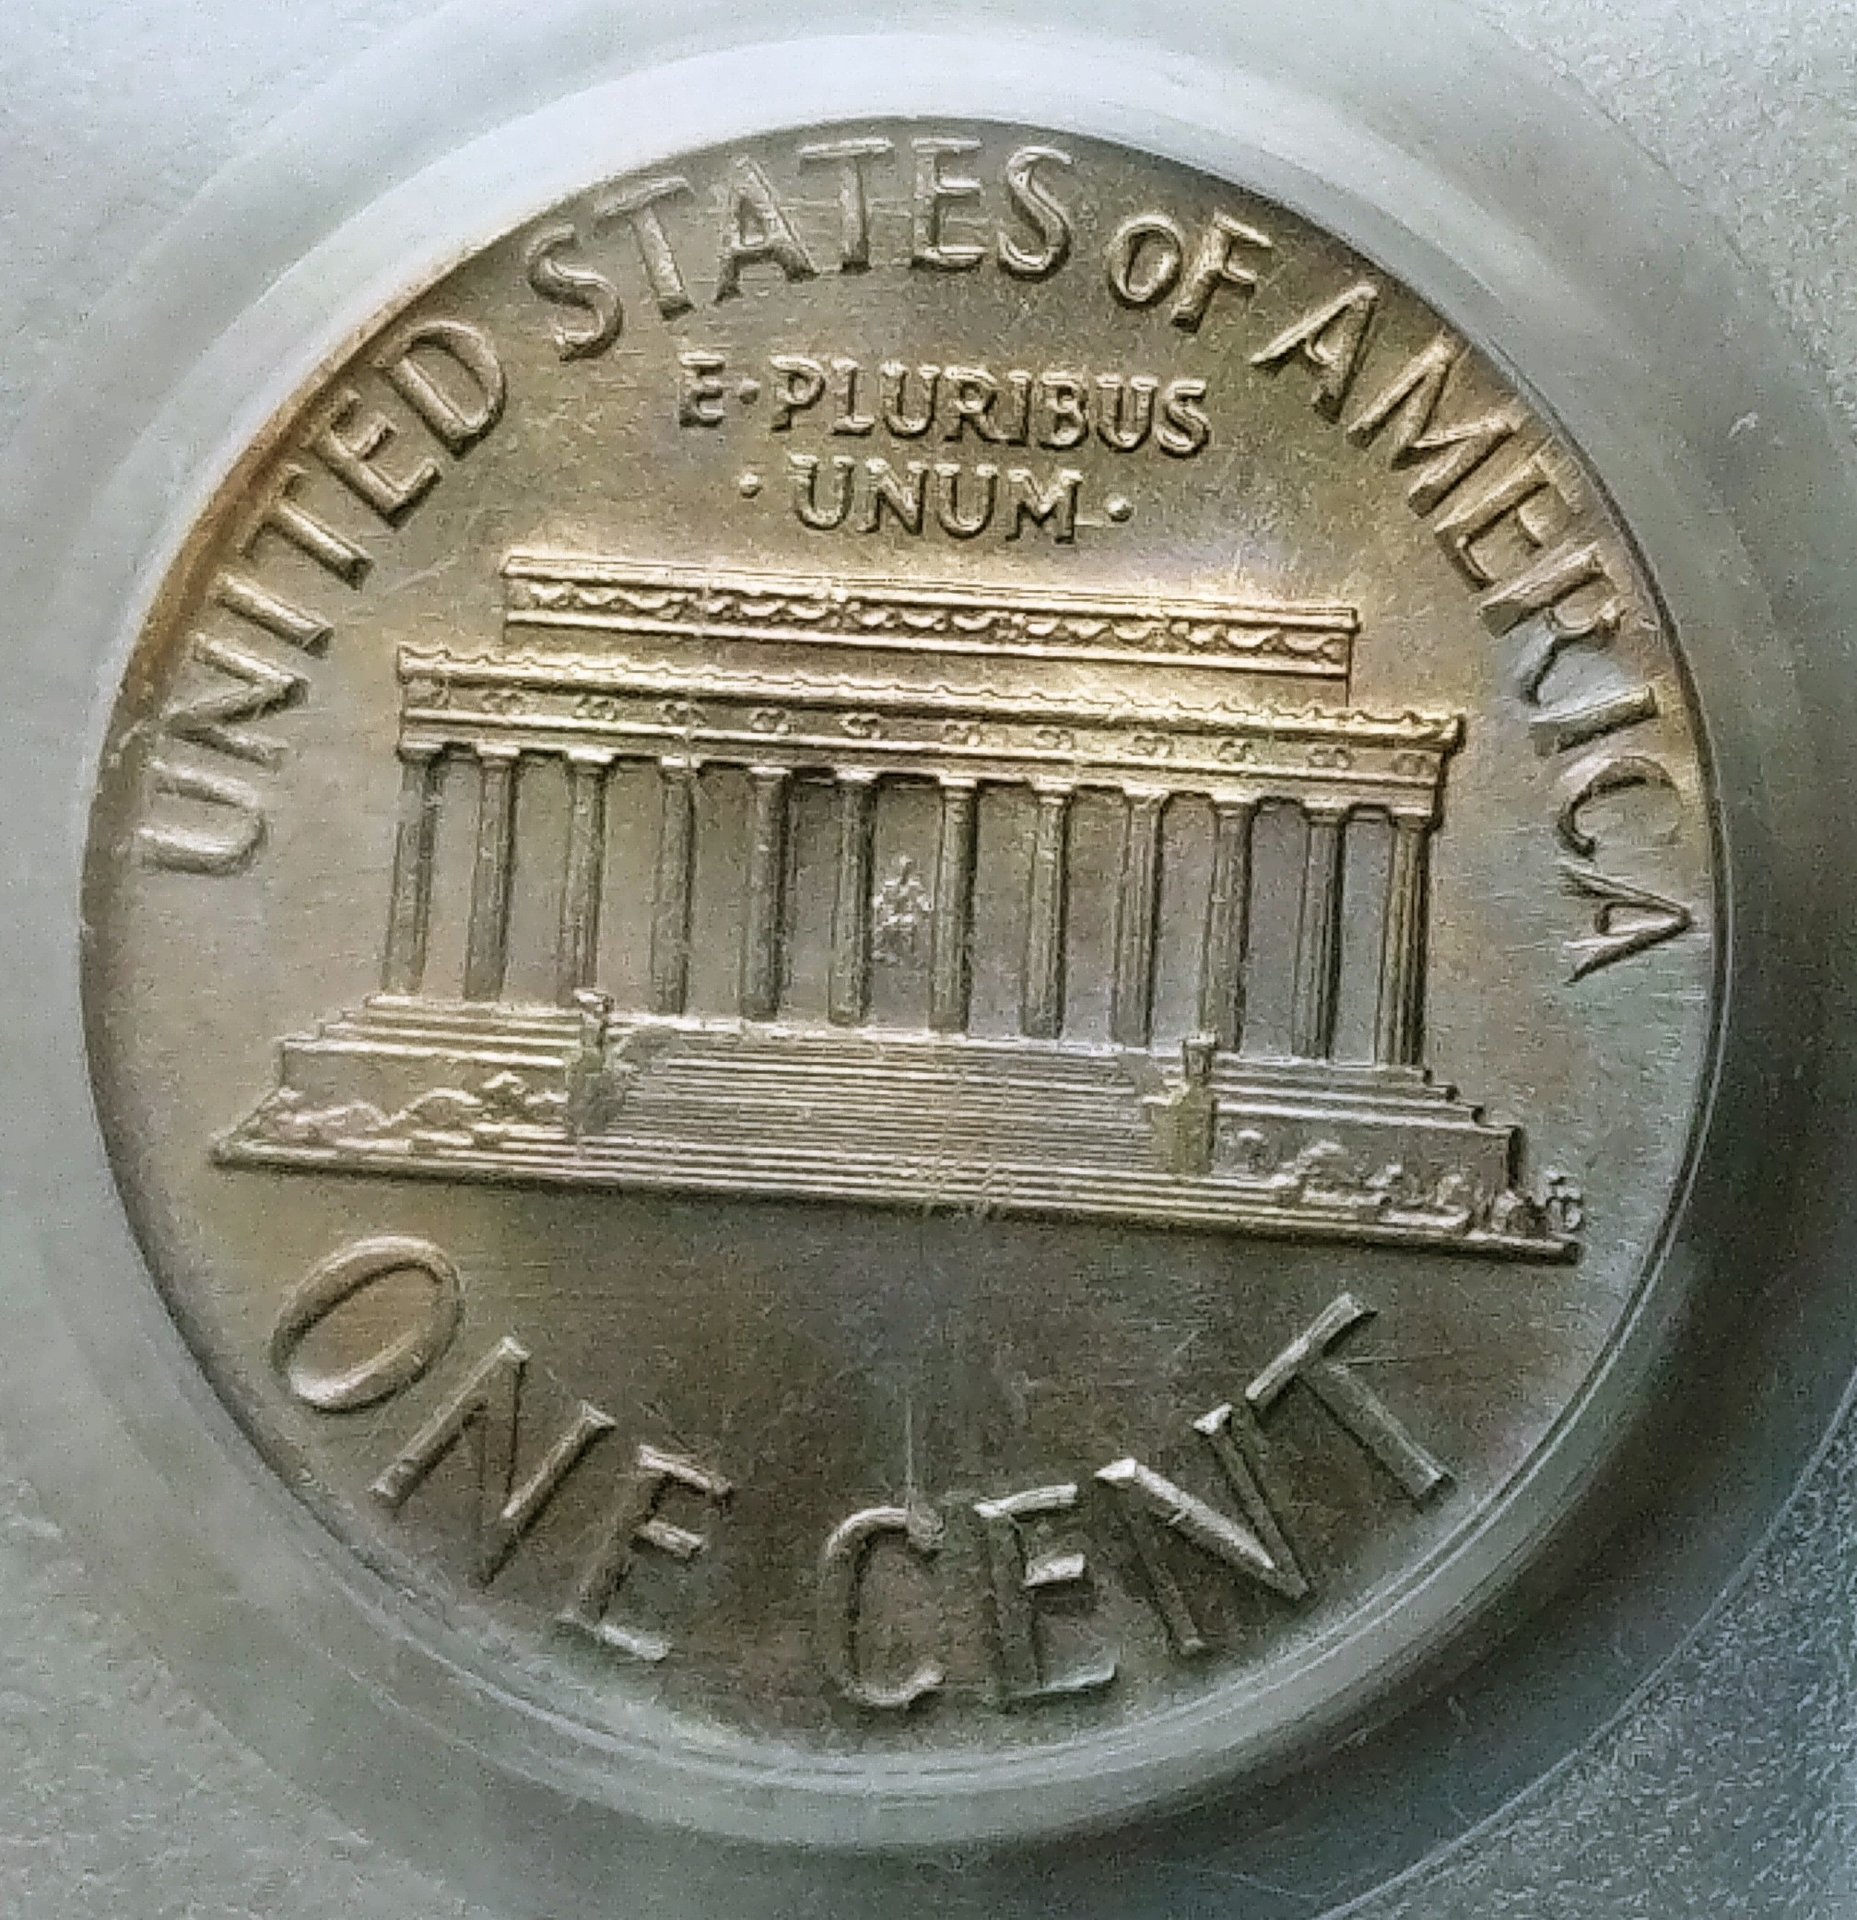 UNITED STATES OF AMERICA
E·PLURIBUS
·UNUM·
ONE CENT